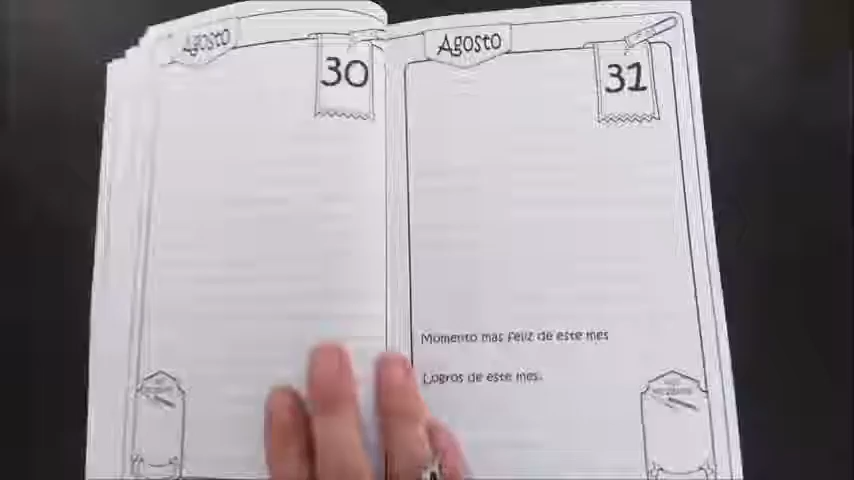 Agosto
30
Agosto
31
Momento mas feliz de este mes
Logros de este mes.